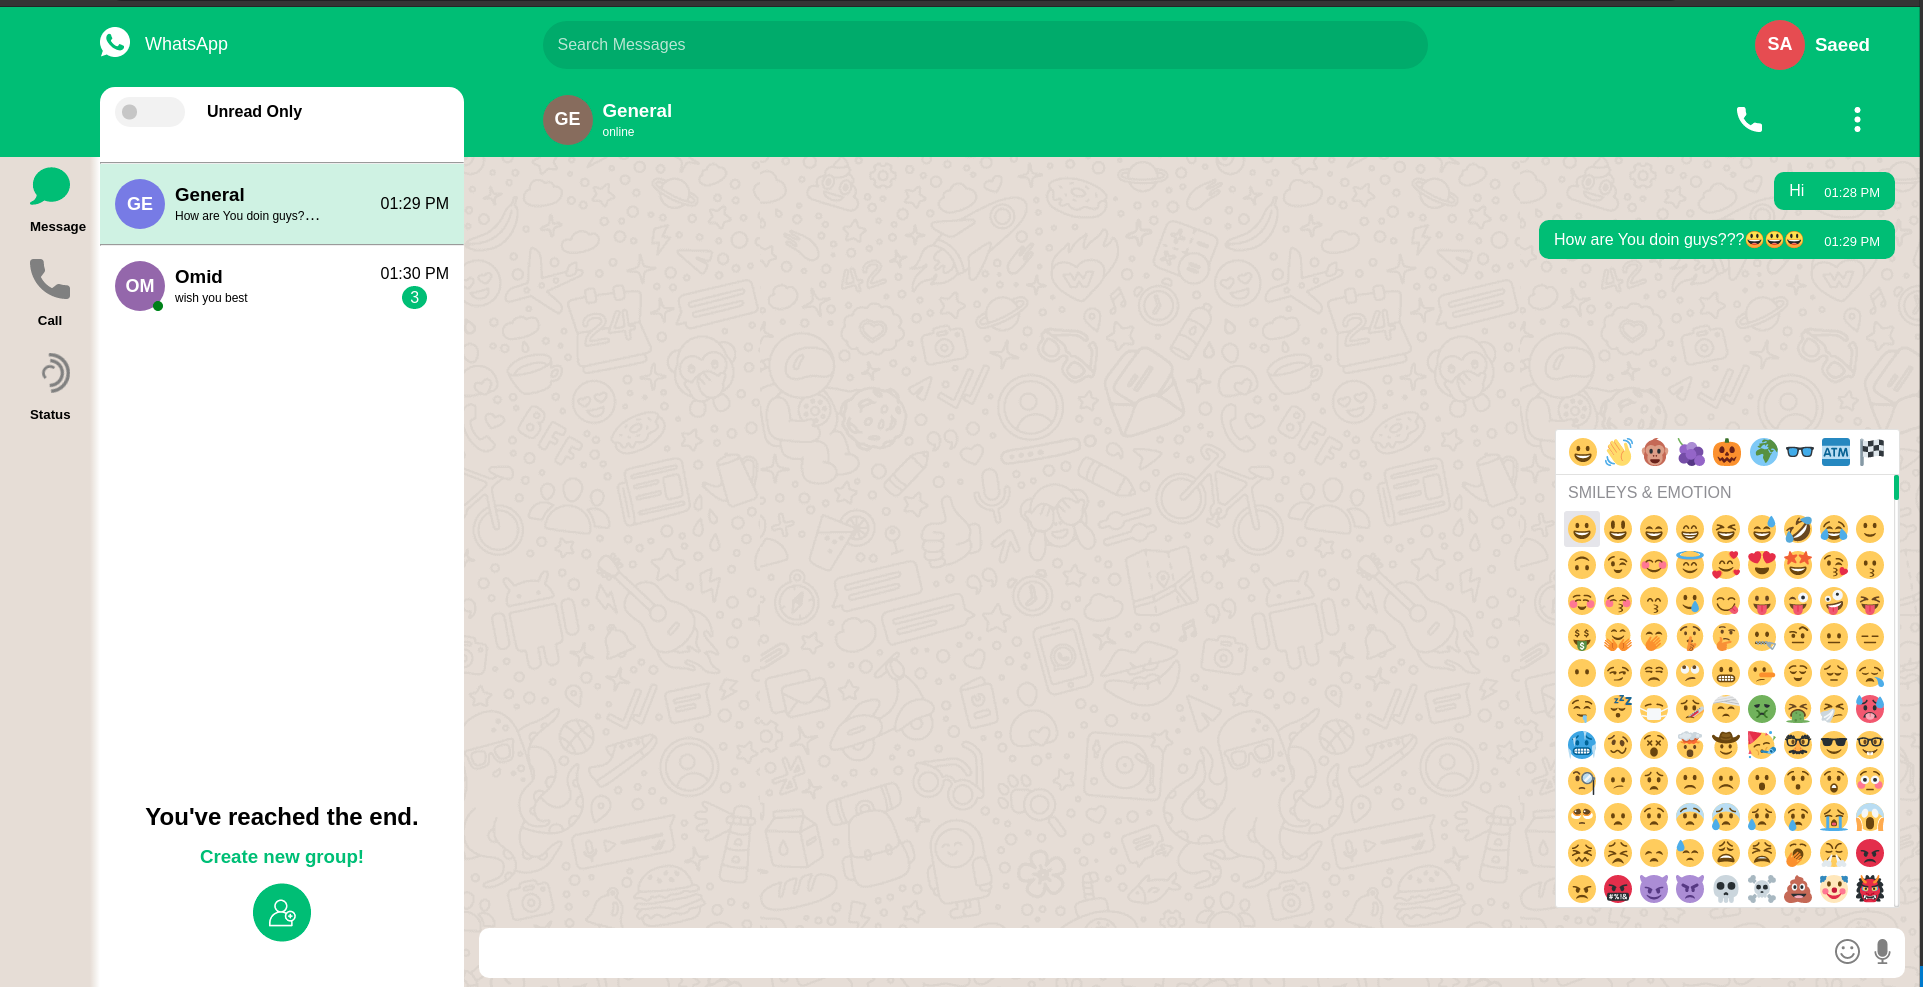 WhatsApp
Search Messages
SA
Saeed
Unread Only
GE
General
online
Message
Call
Status
GE
General
How are You doin guys?...
01:29 PM
OM
Omid
wish you best
01:30 PM
3
Hi 01:28 PM
How are You doin guys???😃😃😃 01:29 PM
ATM
SMILEYS & EMOTION
You've reached the end.
Create new group!